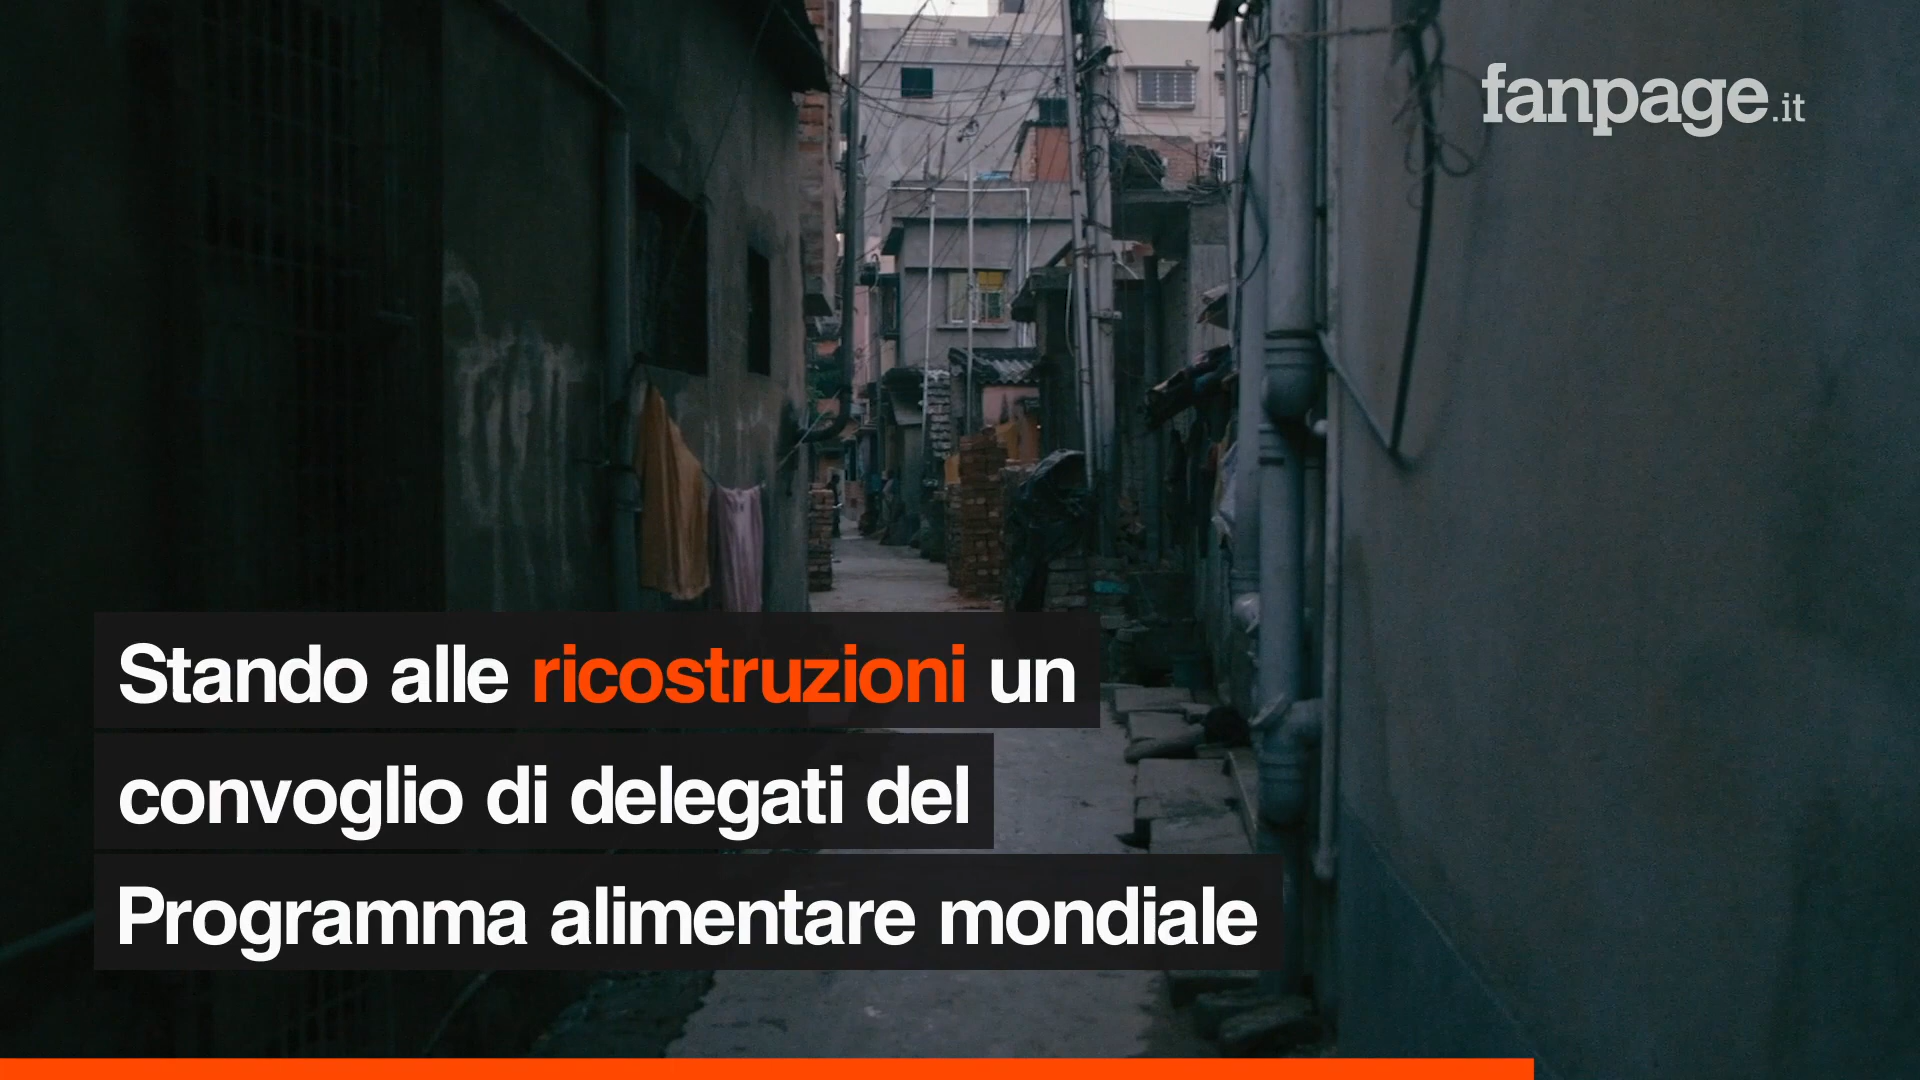 fanpage.it
Stando alle ricostruzioni un
convoglio di delegati del
Programma alimentare mondiale